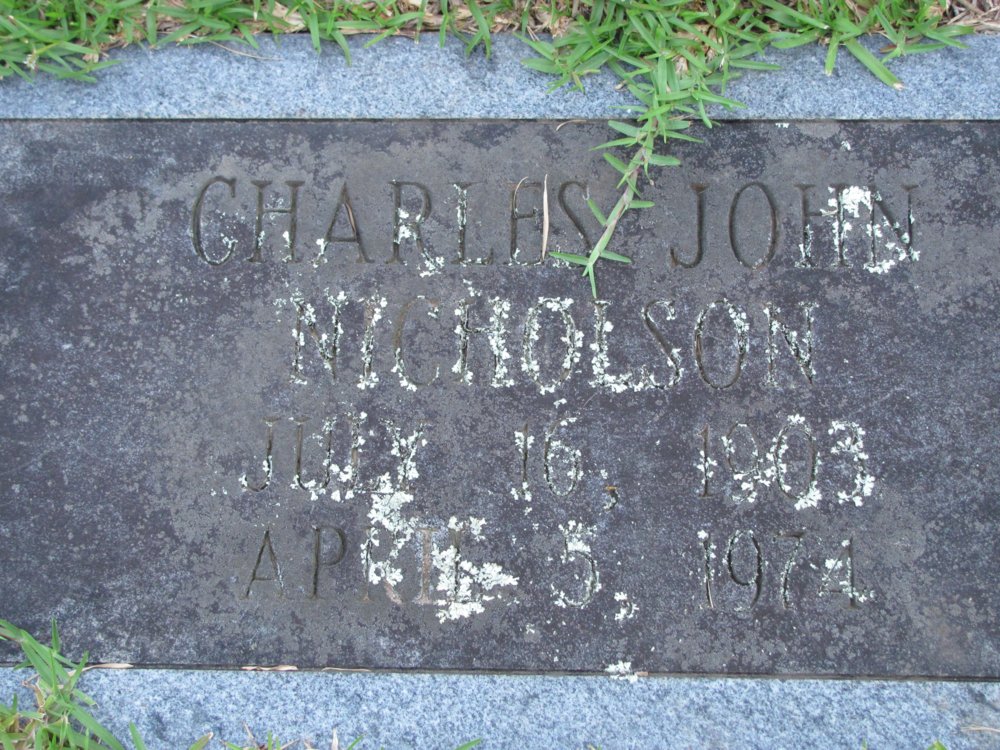 CHARLES JOHN
NICHOLSON
JULY 16, 1903
APRIL 5, 1974